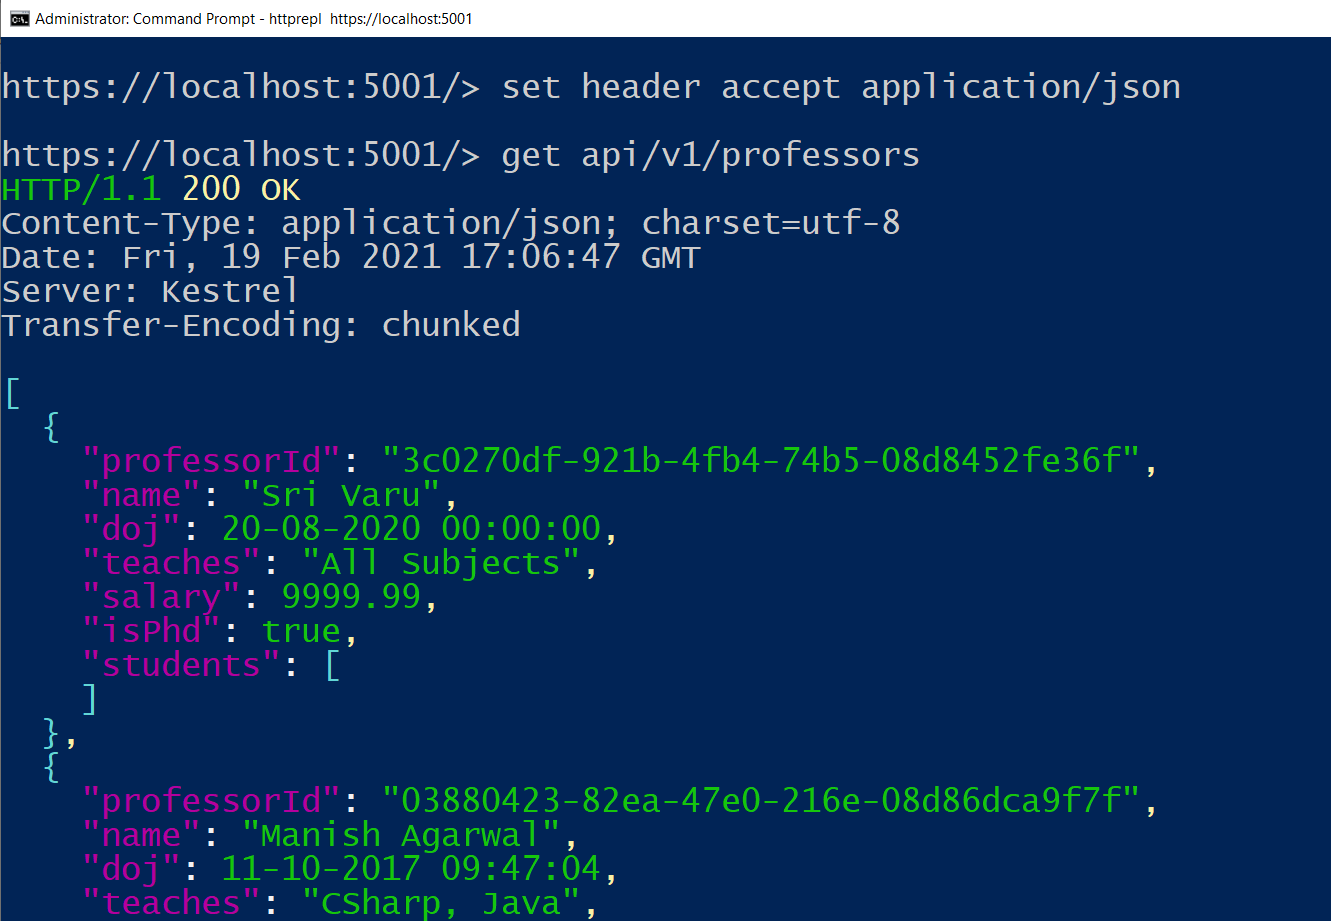 Administrator: Command Prompt - httprepl  https://localhost:5001
https://localhost:5001/> set header accept application/json
https://localhost:5001/> get api/v1/professors
HTTP/1.1 200 OK
Content-Type: application/json; charset=utf-8
Date: Fri, 19 Feb 2021 17:06:47 GMT
Server: Kestrel
Transfer-Encoding: chunked
[
  {
    "professorId": "3c0270df-921b-4fb4-74b5-08d8452fe36f",
    "name": "Sri Varu",
    "doj": 20-08-2020 00:00:00,
    "teaches": "All Subjects",
    "salary": 9999.99,
    "isPhd": true,
    "students": [
    ]
  },
  {
    "professorId": "03880423-82ea-47e0-216e-08d86dca9f7f",
    "name": "Manish Agarwal",
    "doj": 11-10-2017 09:47:04,
    "teaches": "CSharp, Java",